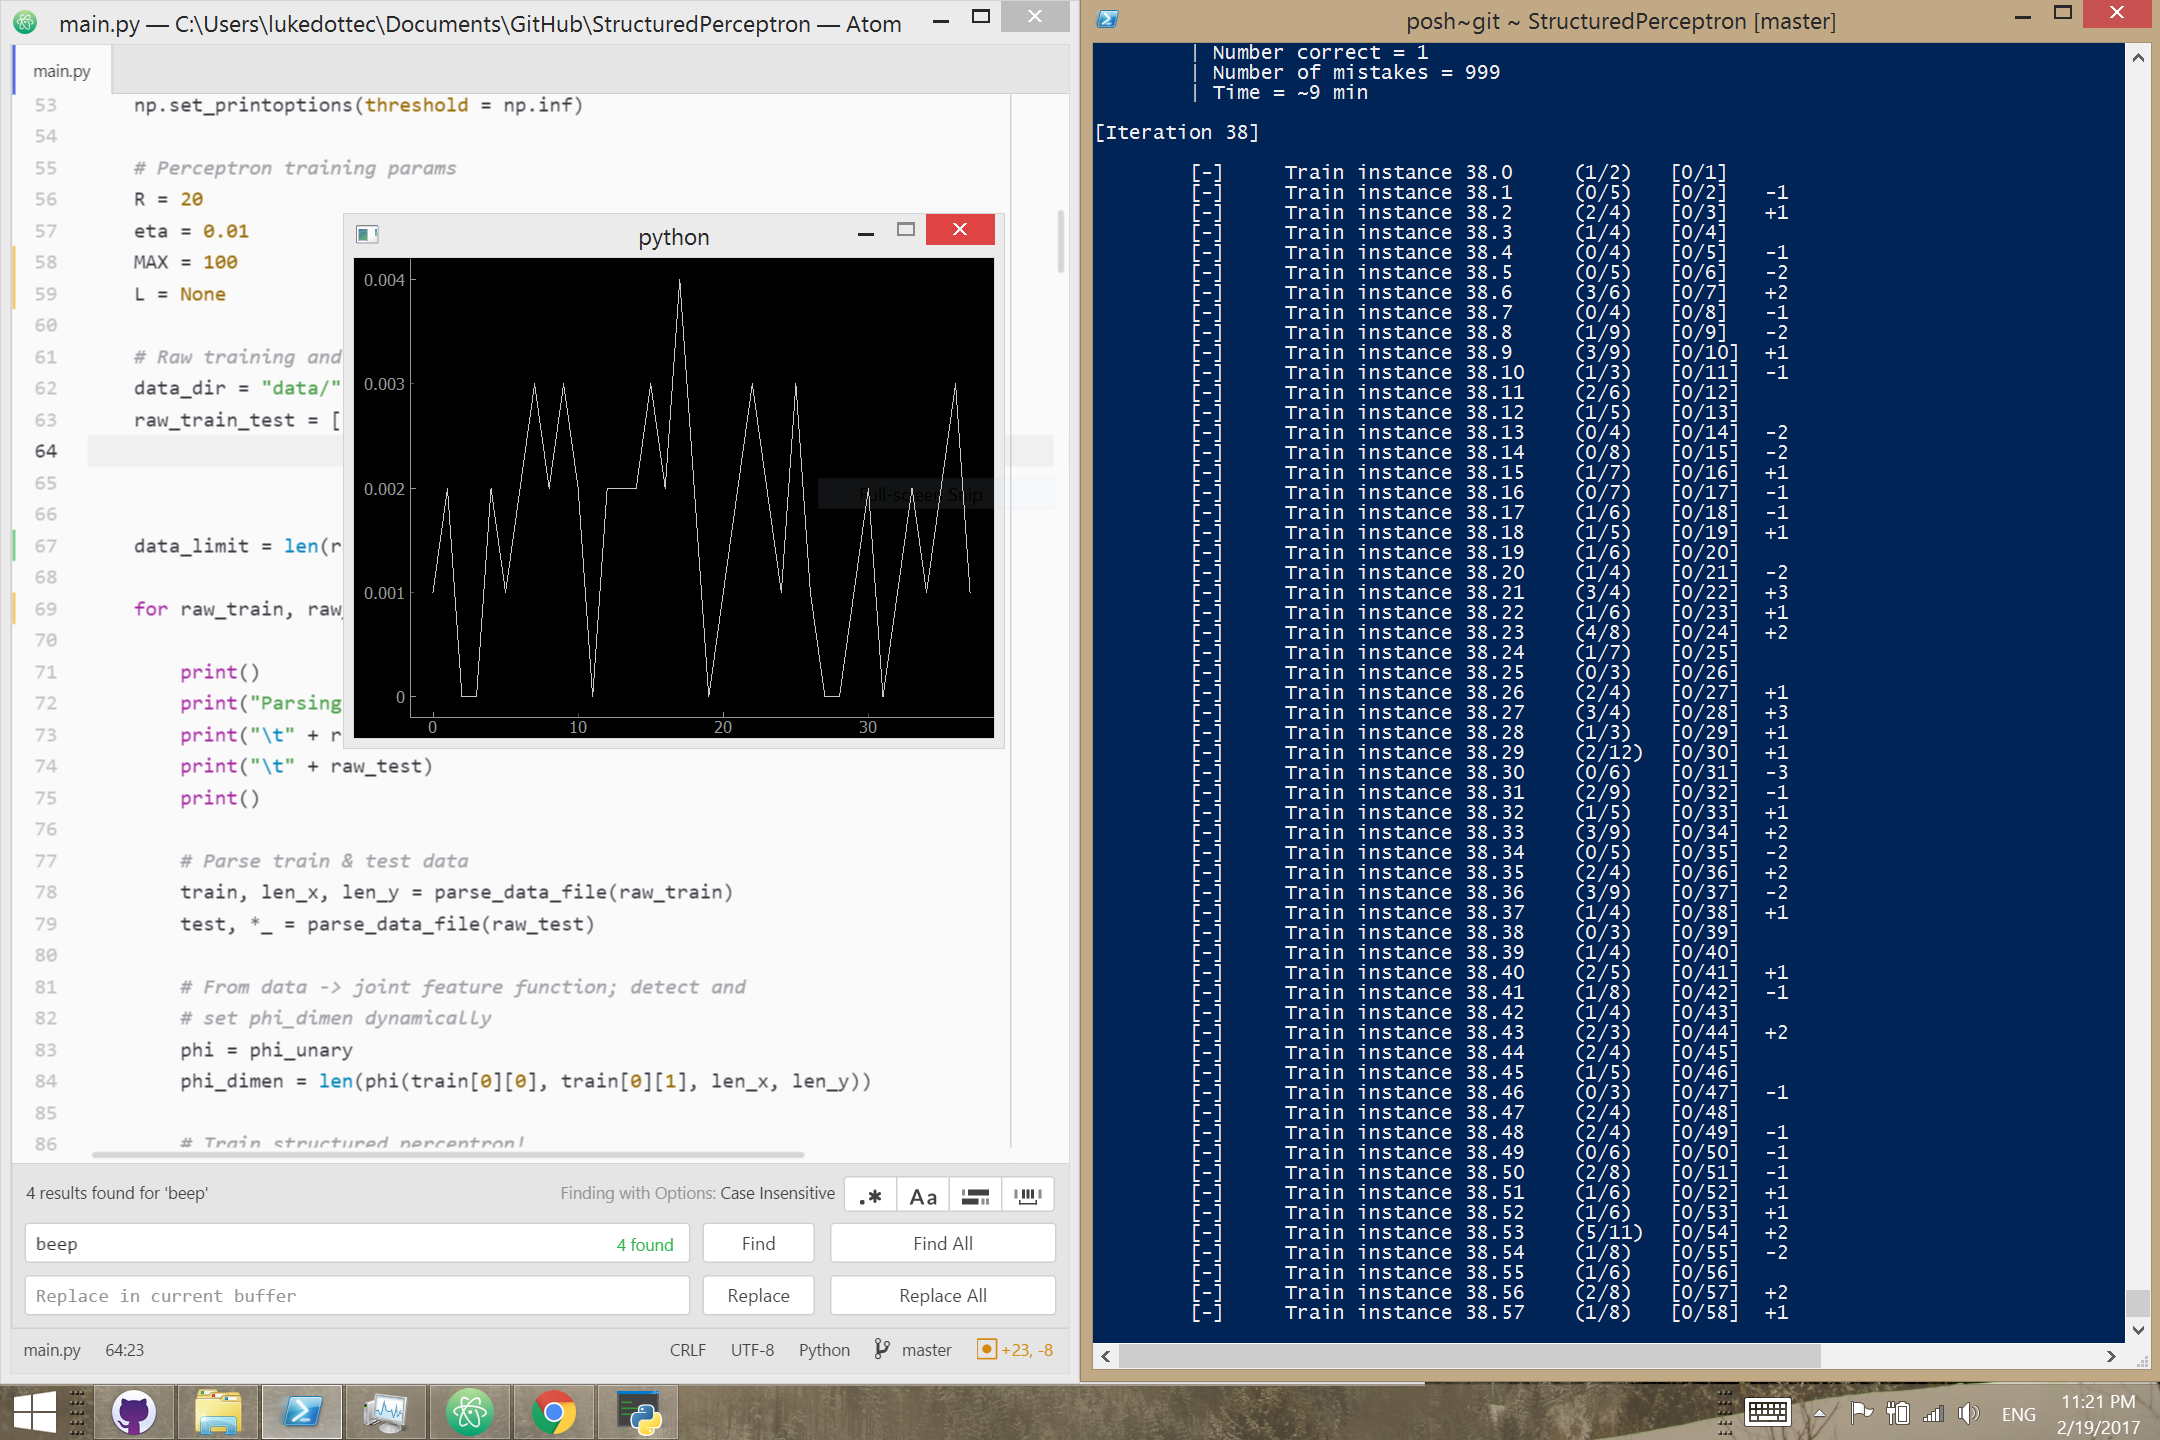 main.py — C:\Users\lukedottec\Documents\GitHub\StructuredPerceptron — Atom
main.py
53 np.set_printoptions(threshold = np.inf)
54
55 # Perceptron training params
56 R = 20
57 eta = 0.01
58 MAX = 100
59 L = None
60
61 # Raw training and
62 data_dir = "data/"
63 raw_train_test = [
64
65
66
67 data_limit = len(r
68
69 for raw_train, raw_
70
71 print()
72 print("Parsing
73 print("\t" + r
74 print("\t" + raw_test)
75 print()
76
77 # Parse train & test data
78 train, len_x, len_y = parse_data_file(raw_train)
79 test, *_ = parse_data_file(raw_test)
80
81 # From data -> joint feature function; detect and
82 # set phi_dimen dynamically
83 phi = phi_unary
84 phi_dimen = len(phi(train[0][0], train[0][1], len_x, len_y))
85
86 # Train structured perceptron!
python
0.004
0.003
0.002
0.001
0
0 10 20 30
Full-screen Snip
4 results found for 'beep'
Finding with Options: Case Insensitive
.* Aa
beep 4 found
Find
Find All
Replace in current buffer
Replace
Replace All
main.py 64:23
CRLF UTF-8 Python master +23, -8
posh~git ~ StructuredPerceptron [master]
| Number correct = 1
| Number of mistakes = 999
| Time = ~9 min
[Iteration 38]
[-] Train instance 38.0 (1/2) [0/1]
[-] Train instance 38.1 (0/5) [0/2] -1
[-] Train instance 38.2 (2/4) [0/3] +1
[-] Train instance 38.3 (1/4) [0/4]
[-] Train instance 38.4 (0/4) [0/5] -1
[-] Train instance 38.5 (0/5) [0/6] -2
[-] Train instance 38.6 (3/6) [0/7] +2
[-] Train instance 38.7 (0/4) [0/8] -1
[-] Train instance 38.8 (1/9) [0/9] -2
[-] Train instance 38.9 (3/9) [0/10] +1
[-] Train instance 38.10 (1/3) [0/11] -1
[-] Train instance 38.11 (2/6) [0/12]
[-] Train instance 38.12 (1/5) [0/13]
[-] Train instance 38.13 (0/4) [0/14] -2
[-] Train instance 38.14 (0/8) [0/15] -2
[-] Train instance 38.15 (1/7) [0/16] +1
[-] Train instance 38.16 (0/7) [0/17] -1
[-] Train instance 38.17 (1/6) [0/18] -1
[-] Train instance 38.18 (1/5) [0/19] +1
[-] Train instance 38.19 (1/6) [0/20]
[-] Train instance 38.20 (1/4) [0/21] -2
[-] Train instance 38.21 (3/4) [0/22] +3
[-] Train instance 38.22 (1/6) [0/23] +1
[-] Train instance 38.23 (4/8) [0/24] +2
[-] Train instance 38.24 (1/7) [0/25]
[-] Train instance 38.25 (0/3) [0/26]
[-] Train instance 38.26 (2/4) [0/27] +1
[-] Train instance 38.27 (3/4) [0/28] +3
[-] Train instance 38.28 (1/3) [0/29] +1
[-] Train instance 38.29 (2/12) [0/30] +1
[-] Train instance 38.30 (0/6) [0/31] -3
[-] Train instance 38.31 (2/9) [0/32] -1
[-] Train instance 38.32 (1/5) [0/33] +1
[-] Train instance 38.33 (3/9) [0/34] +2
[-] Train instance 38.34 (0/5) [0/35] -2
[-] Train instance 38.35 (2/4) [0/36] +2
[-] Train instance 38.36 (3/9) [0/37] -2
[-] Train instance 38.37 (1/4) [0/38] +1
[-] Train instance 38.38 (0/3) [0/39]
[-] Train instance 38.39 (1/4) [0/40]
[-] Train instance 38.40 (2/5) [0/41] +1
[-] Train instance 38.41 (1/8) [0/42] -1
[-] Train instance 38.42 (1/4) [0/43]
[-] Train instance 38.43 (2/3) [0/44] +2
[-] Train instance 38.44 (2/4) [0/45]
[-] Train instance 38.45 (1/5) [0/46]
[-] Train instance 38.46 (0/3) [0/47] -1
[-] Train instance 38.47 (2/4) [0/48]
[-] Train instance 38.48 (2/4) [0/49] -1
[-] Train instance 38.49 (0/6) [0/50] -1
[-] Train instance 38.50 (2/8) [0/51] -1
[-] Train instance 38.51 (1/6) [0/52] +1
[-] Train instance 38.52 (1/6) [0/53] +1
[-] Train instance 38.53 (5/11) [0/54] +2
[-] Train instance 38.54 (1/8) [0/55] -2
[-] Train instance 38.55 (1/6) [0/56]
[-] Train instance 38.56 (2/8) [0/57] +2
[-] Train instance 38.57 (1/8) [0/58] +1
ENG
11:21 PM
2/19/2017